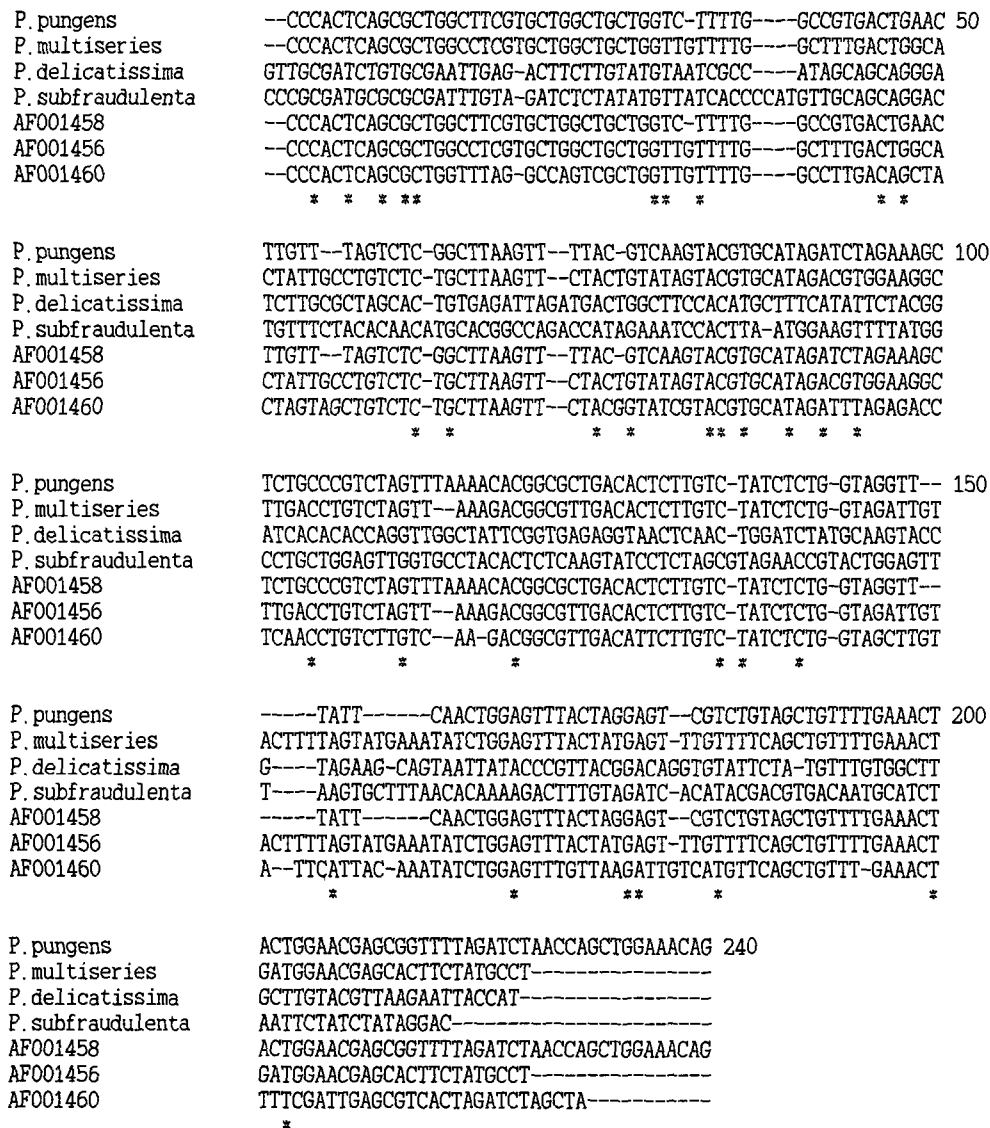 P.pungens --CCCACTCAGCGCTGGCTTCGTGCTGGCTGCTGGTC-TTTTG----GCCGTGACTGAAC 50
P.multiseries --CCCACTCAGCGCTGGCCTCGTGCTGGCTGCTGGTTGTTTTG----GCTTTGACTGGCA
P.delicatissima GTTGCGATCTGTGCGAATTGAG-ACTTCTTGTATGTAATCGCC----ATAGCAGCAGGGA
P.subfraudulenta CCCGCGATGCGCGCGATTTGTA-GATCTCTATATGTTATCACCCCATGTTGCAGCAGGAC
AF001458 --CCCACTCAGCGCTGGCTTCGTGCTGGCTGCTGGTC-TTTTG----GCCGTGACTGAAC
AF001456 --CCCACTCAGCGCTGGCCTCGTGCTGGCTGCTGGTTGTTTTG----GCTTTGACTGGCA
AF001460 --CCCACTCAGCGCTGGTTTAG-GCCAGTCGCTGGTTGTTTTG----GCCTTGACAGCTA
* * * ** ** * * *
P.pungens TTGTT--TAGTCTC-GGCTTAAGTT--TTAC-GTCAAGTACGTGCATAGATCTAGAAAGC 100
P.multiseries CTATTGCCTGTCTC-TGCTTAAGTT--CTACTGTATAGTACGTGCATAGACGTGGAAGGC
P.delicatissima TCTTGCGCTAGCAC-TGTGAGATTAGATGACTGGCTTCCACATGCTTTCATATTCTACGG
P.subfraudulenta TGTTTCTACACAACATGCACGGCCAGACCATAGAAATCCACTTA-ATGGAAGTTTTATGG
AF001458 TTGTT--TAGTCTC-GGCTTAAGTT--TTAC-GTCAAGTACGTGCATAGATCTAGAAAGC
AF001456 CTATTGCCTGTCTC-TGCTTAAGTT--CTACTGTATAGTACGTGCATAGACGTGGAAGGC
AF001460 CTAGTAGCTGTCTC-TGCTTAAGTT--CTACGGTATCGTACGTGCATAGATTTAGAGACC
* * * * ** * * * *
P.pungens TCTGCCCGTCTAGTTTAAAACACGGCGCTGACACTCTTGTC-TATCTCTG-GTAGGTT-- 150
P.multiseries TTGACCTGTCTAGTT--AAAGACGGCGTTGACACTCTTGTC-TATCTCTG-GTAGATTGT
P.delicatissima ATCACACACCAGGTTGGCTATTCGGTGAGAGGTAACTCAAC-TGGATCTATGCAAGTACC
P.subfraudulenta CCTGCTGGAGTTGGTGCCTACACTCTCAAGTATCCTCTAGCGTAGAACCGTACTGGAGTT
AF001458 TCTGCCCGTCTAGTTTAAAACACGGCGCTGACACTCTTGTC-TATCTCTG-GTAGGTT--
AF001456 TTGACCTGTCTAGTT--AAAGACGGCGTTGACACTCTTGTC-TATCTCTG-GTAGATTGT
AF001460 TCAACCTGTCTTGTC--AA-GACGGCGTTGACATTCTTGTC-TATCTCTG-GTAGCTTGT
* * * * * *
P.pungens -----TATT------CAACTGGAGTTTACTAGGAGT--CGTCTGTAGCTGTTTTGAAACT 200
P.multiseries ACTTTTAGTATGAAATATCTGGAGTTTACTATGAGT-TTGTTTTCAGCTGTTTTGAAACT
P.delicatissima G----TAGAAG-CAGTAATTATACCCGTTACGGACAGGTGTATTCTA-TGTTTGTGGCTT
P.subfraudulenta T----AAGTGCTTTAACACAAAAGACTTTGTAGATC-ACATACGACGTGACAATGCATCT
AF001458 -----TATT------CAACTGGAGTTTACTAGGAGT--CGTCTGTAGCTGTTTTGAAACT
AF001456 ACTTTTAGTATGAAATATCTGGAGTTTACTATGAGT-TTGTTTTCAGCTGTTTTGAAACT
AF001460 A--TTCATTAC-AAATATCTGGAGTTTGTTAAGATTGTCATGTTCAGCTGTTT-GAAACT
* * ** * *
P.pungens ACTGGAACGAGCGGTTTTAGATCTAACCAGCTGGAAACAG 240
P.multiseries GATGGAACGAGCACTTCTATGCCT----------------
P.delicatissima GCTTGTACGTTAAGAATTACCAT-----------------
P.subfraudulenta AATTCTATCTATAGGAC-----------------------
AF001458 ACTGGAACGAGCGGTTTTAGATCTAACCAGCTGGAAACAG
AF001456 GATGGAACGAGCACTTCTATGCCT----------------
AF001460 TTTCGATTGAGCGTCACTAGATCTAGCTA-----------
*